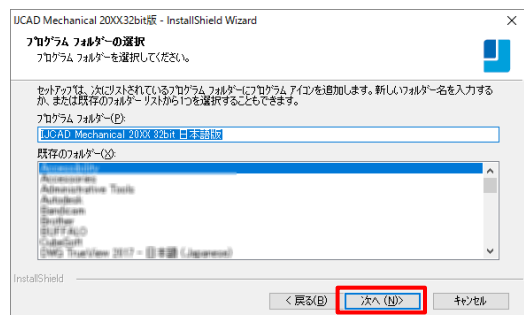 IJCAD Mechanical 20XX32bit版 - InstallShield Wizard
プログラム フォルダーの選択
プログラム フォルダーを選択してください。
セットアップは、次にリストされているプログラム フォルダーにプログラム アイコンを追加します。新しいフォルダー名を入力する
か、または既存のフォルダー リストから1つを選択することもできます。
プログラム フォルダー(P):
IJCAD Mechanical 20XX 32bit 日本語版
既存のフォルダー(X):
Accessibility
Accessories
Administrative Tools
Autodesk
Bandicam
Brother
BUFFALO
CubeSoft
DWG TrueView 2017 - 日本語 (Japanese)
InstallShield
< 戻る(B)
次へ (N)>
キャンセル